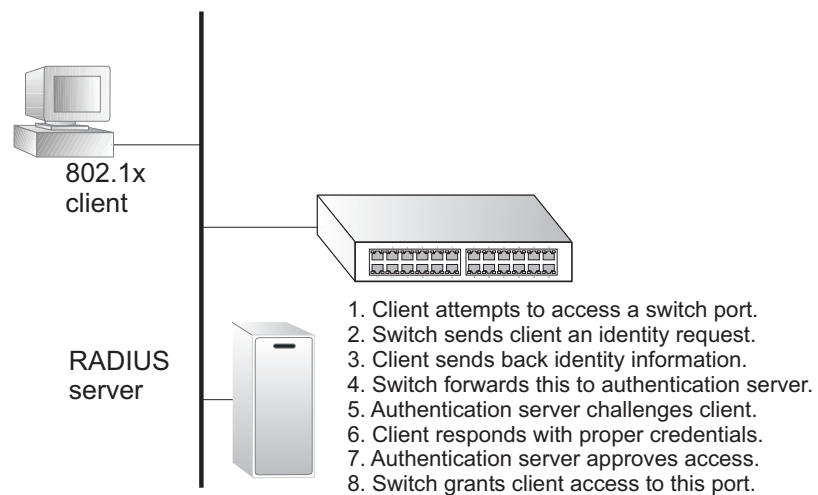 802.1x
client
RADIUS
server
1. Client attempts to access a switch port.
2. Switch sends client an identity request.
3. Client sends back identity information.
4. Switch forwards this to authentication server.
5. Authentication server challenges client.
6. Client responds with proper credentials.
7. Authentication server approves access.
8. Switch grants client access to this port.